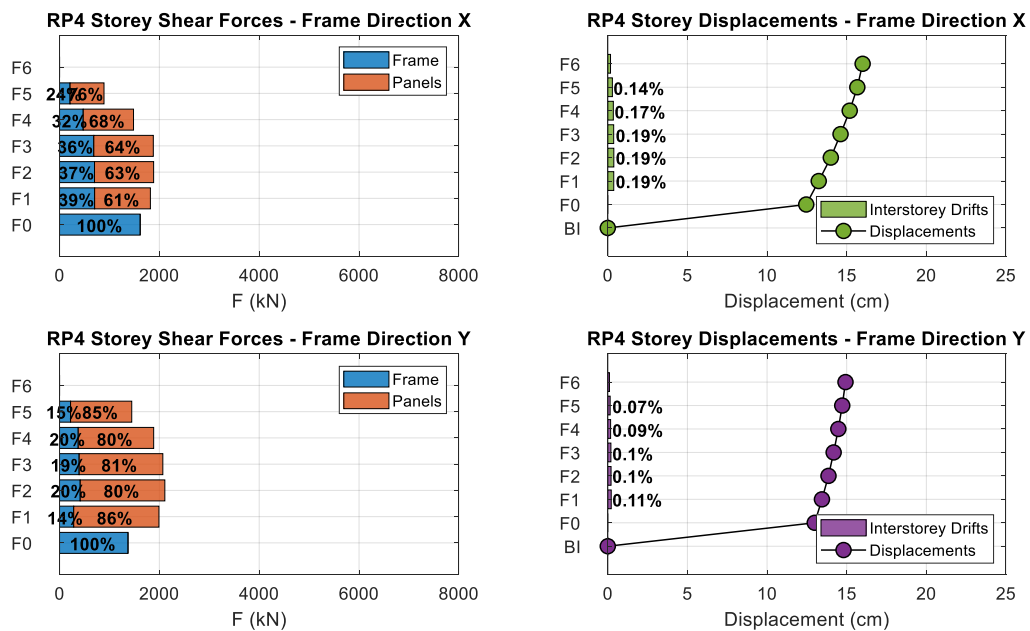 RP4 Storey Shear Forces - Frame Direction X
F6
F5
F4
F3
F2
F1
F0
24% 76%
32% 68%
36% 64%
37% 63%
39% 61%
100%
Frame
Panels
0 2000 4000 6000 8000
F (kN)
RP4 Storey Displacements - Frame Direction X
F6
F5
F4
F3
F2
F1
F0
BI
0.14%
0.17%
0.19%
0.19%
0.19%
Interstorey Drifts
Displacements
0 5 10 15 20 25
Displacement (cm)
RP4 Storey Shear Forces - Frame Direction Y
F6
F5
F4
F3
F2
F1
F0
15% 85%
20% 80%
19% 81%
20% 80%
14% 86%
100%
Frame
Panels
0 2000 4000 6000 8000
F (kN)
RP4 Storey Displacements - Frame Direction Y
F6
F5
F4
F3
F2
F1
F0
BI
0.07%
0.09%
0.1%
0.1%
0.11%
Interstorey Drifts
Displacements
0 5 10 15 20 25
Displacement (cm)